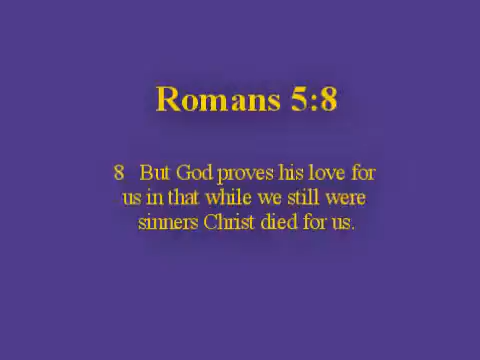 Romans 5:8
8 But God proves his love for
us in that while we still were
sinners Christ died for us.